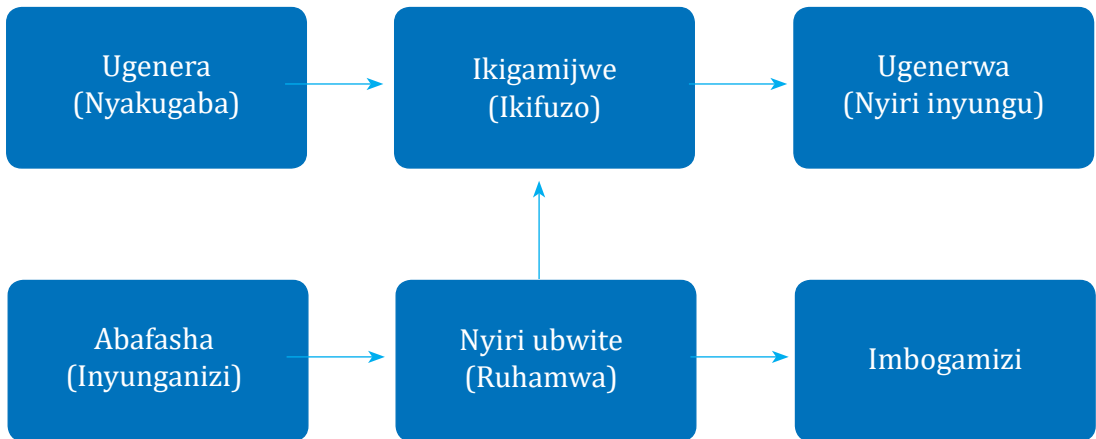 Ugenera
(Nyakugaba)
Ikigamijwe
(Ikifuzo)
Ugenerwa
(Nyiri inyungu)
Abafasha
(Inyunganizi)
Nyiri ubwite
(Ruhamwa)
Imbogamizi